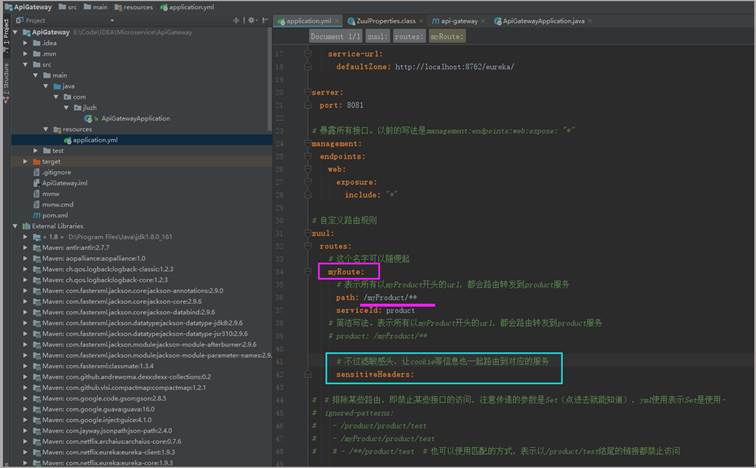 ApiGateway
resources
application.yml
Project
ApiGateway E:\Code\IDEA\Microservice\ApiGateway
.idea
.mvn
src
main
java
com
jluzh
ApiGatewayApplication
resources
application.yml
test
target
.gitignore
ApiGateway.iml
mvnw
mvnw.cmd
pom.xml
External Libraries
< 1.8 > D:\Program Files\Java\jdk1.8.0_161
Maven: antlr:antlr:2.7.7
Maven: aopalliance:aopalliance:1.0
Maven: ch.qos.logback:logback-classic:1.2.3
Maven: ch.qos.logback:logback-core:1.2.3
Maven: com.fasterxml.jackson.core:jackson-annotations:2.9.0
Maven: com.fasterxml.jackson.core:jackson-core:2.9.6
Maven: com.fasterxml.jackson.core:jackson-databind:2.9.6
Maven: com.fasterxml.jackson.datatype:jackson-datatype-jdk8:2.9.6
Maven: com.fasterxml.jackson.datatype:jackson-datatype-jsr310:2.9.6
Maven: com.fasterxml.jackson.module:jackson-module-afterburner:2.9.6
Maven: com.fasterxml.jackson.module:jackson-module-parameter-names:2.9.6
Maven: com.fasterxml:classmate:1.3.4
Maven: com.github.andrewoma.dexx:dexx-collections:0.2
Maven: com.github.vlsi.compactmap:compactmap:1.2.1
Maven: com.google.code.gson:gson:2.8.5
Maven: com.google.guava:guava:16.0
Maven: com.google.inject:guice:4.1.0
Maven: com.jayway.jsonpath:json-path:2.4.0
Maven: com.netflix.archaius:archaius-core:0.7.6
Maven: com.netflix.eureka:eureka-client:1.9.3
application.yml
ZuulProperties.class
api-gateway
ApiGatewayApplication.java
Document 1/1
zuul:
routes:
myRoute:
service-url:
defaultZone: http://localhost:8762/eureka/
server:
port: 8081
# 暴露所有接口，以前的写法是management:endpoints:web:expose: "*"
management:
endpoints:
web:
exposure:
include: "*"
# 自定义路由规则
zuul:
routes:
# 这个名字可以随便起
myRoute:
# 表示所有以myProduct开头的url，都会路由转发到product服务
path: /myProduct/**
serviceId: product
# 简洁写法，表示所有以myProduct开头的url，都会路由转发到product服务
# product: /myProduct/**
# 不过滤敏感头，让cookie等信息也一起路由到对应的服务
sensitiveHeaders:
# # 排除某些路由，即禁止某些接口的访问，注意传递的参数是Set（点进去就能知道），yml使用表示Set是使用-
# ignored-patterns:
# - /product/product/test
# - /myProduct/product/test
# # - /**/product/test # 也可以使用匹配的方式，表示以/product/test结尾的链接都禁止访问